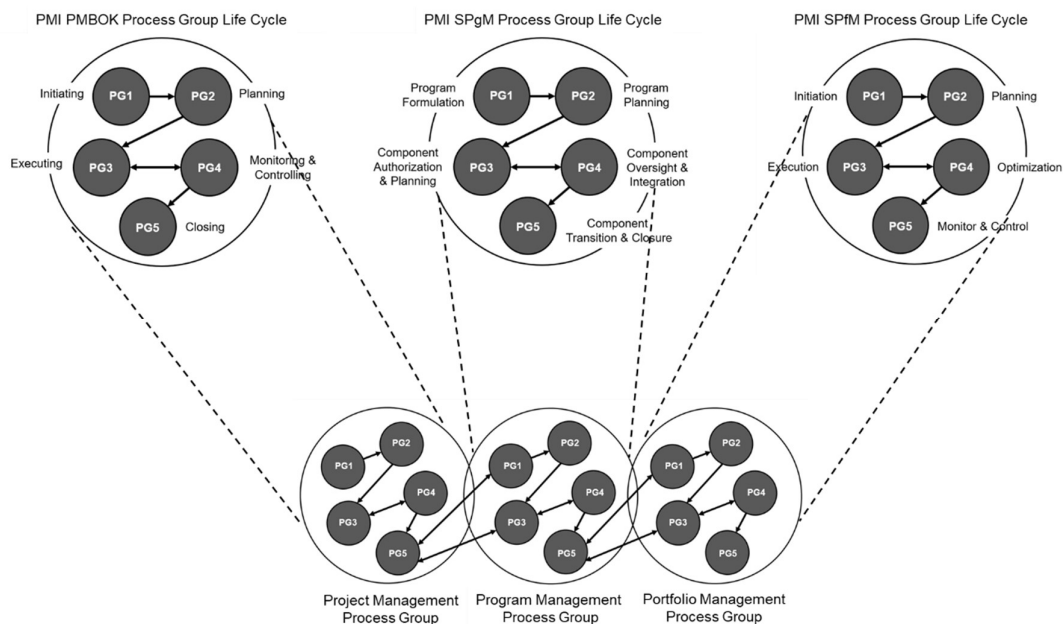 PMI PMBOK Process Group Life Cycle
PG1
PG2
Initiating
Planning
PG3
PG4
Executing
Monitoring &
Controlling
PG5
Closing
PMI SPgM Process Group Life Cycle
Program
Formulation
PG1
PG2
Program
Planning
Component
Authorization
& Planning
PG3
PG4
Component
Oversight &
Integration
PG5
Component
Transition & Closure
PMI SPfM Process Group Life Cycle
Initiation
PG1
PG2
Planning
Execution
PG3
PG4
Optimization
PG5
Monitor & Control
PG1
PG2
PG3
PG4
PG5
Project Management
Process Group
PG1
PG2
PG3
PG4
PG5
Program Management
Process Group
PG1
PG2
PG3
PG4
PG5
Portfolio Management
Process Group